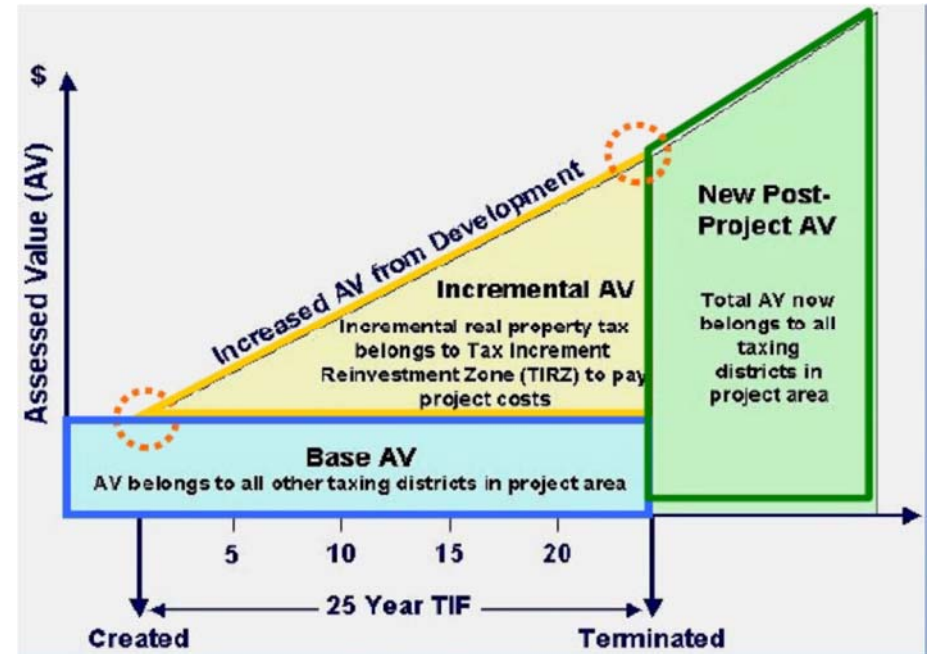 $
Assessed Value (AV)
Increased AV from Development
Incremental AV
Incremental real property tax
belongs to Tax Increment
Reinvestment Zone (TIRZ) to pay
project costs
New Post-
Project AV
Total AV now
belongs to all
taxing
districts in
project area
Base AV
AV belongs to all other taxing districts in project area
5 10 15 20
25 Year TIF
Created Terminated